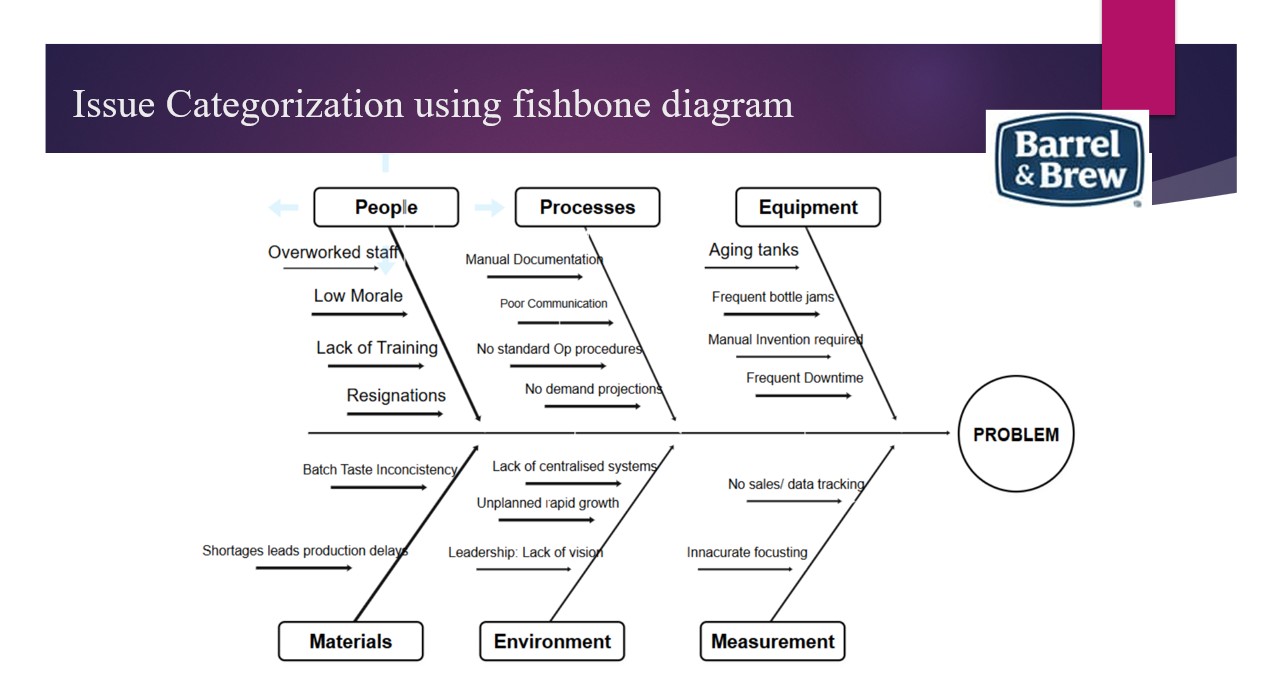 Issue Categorization using fishbone diagram
Barrel
& Brew
People
Processes
Equipment
Overworked staff
Low Morale
Lack of Training
Resignations
Manual Documentation
Poor Communication
No standard Op procedures
No demand projections
Aging tanks
Frequent bottle jams
Manual Invention required
Frequent Downtime
PROBLEM
Batch Taste Inconcistency
Shortages leads production delays
Lack of centralised systems
Unplanned rapid growth
Leadership: Lack of vision
No sales/ data tracking
Innacurate focusting
Materials
Environment
Measurement